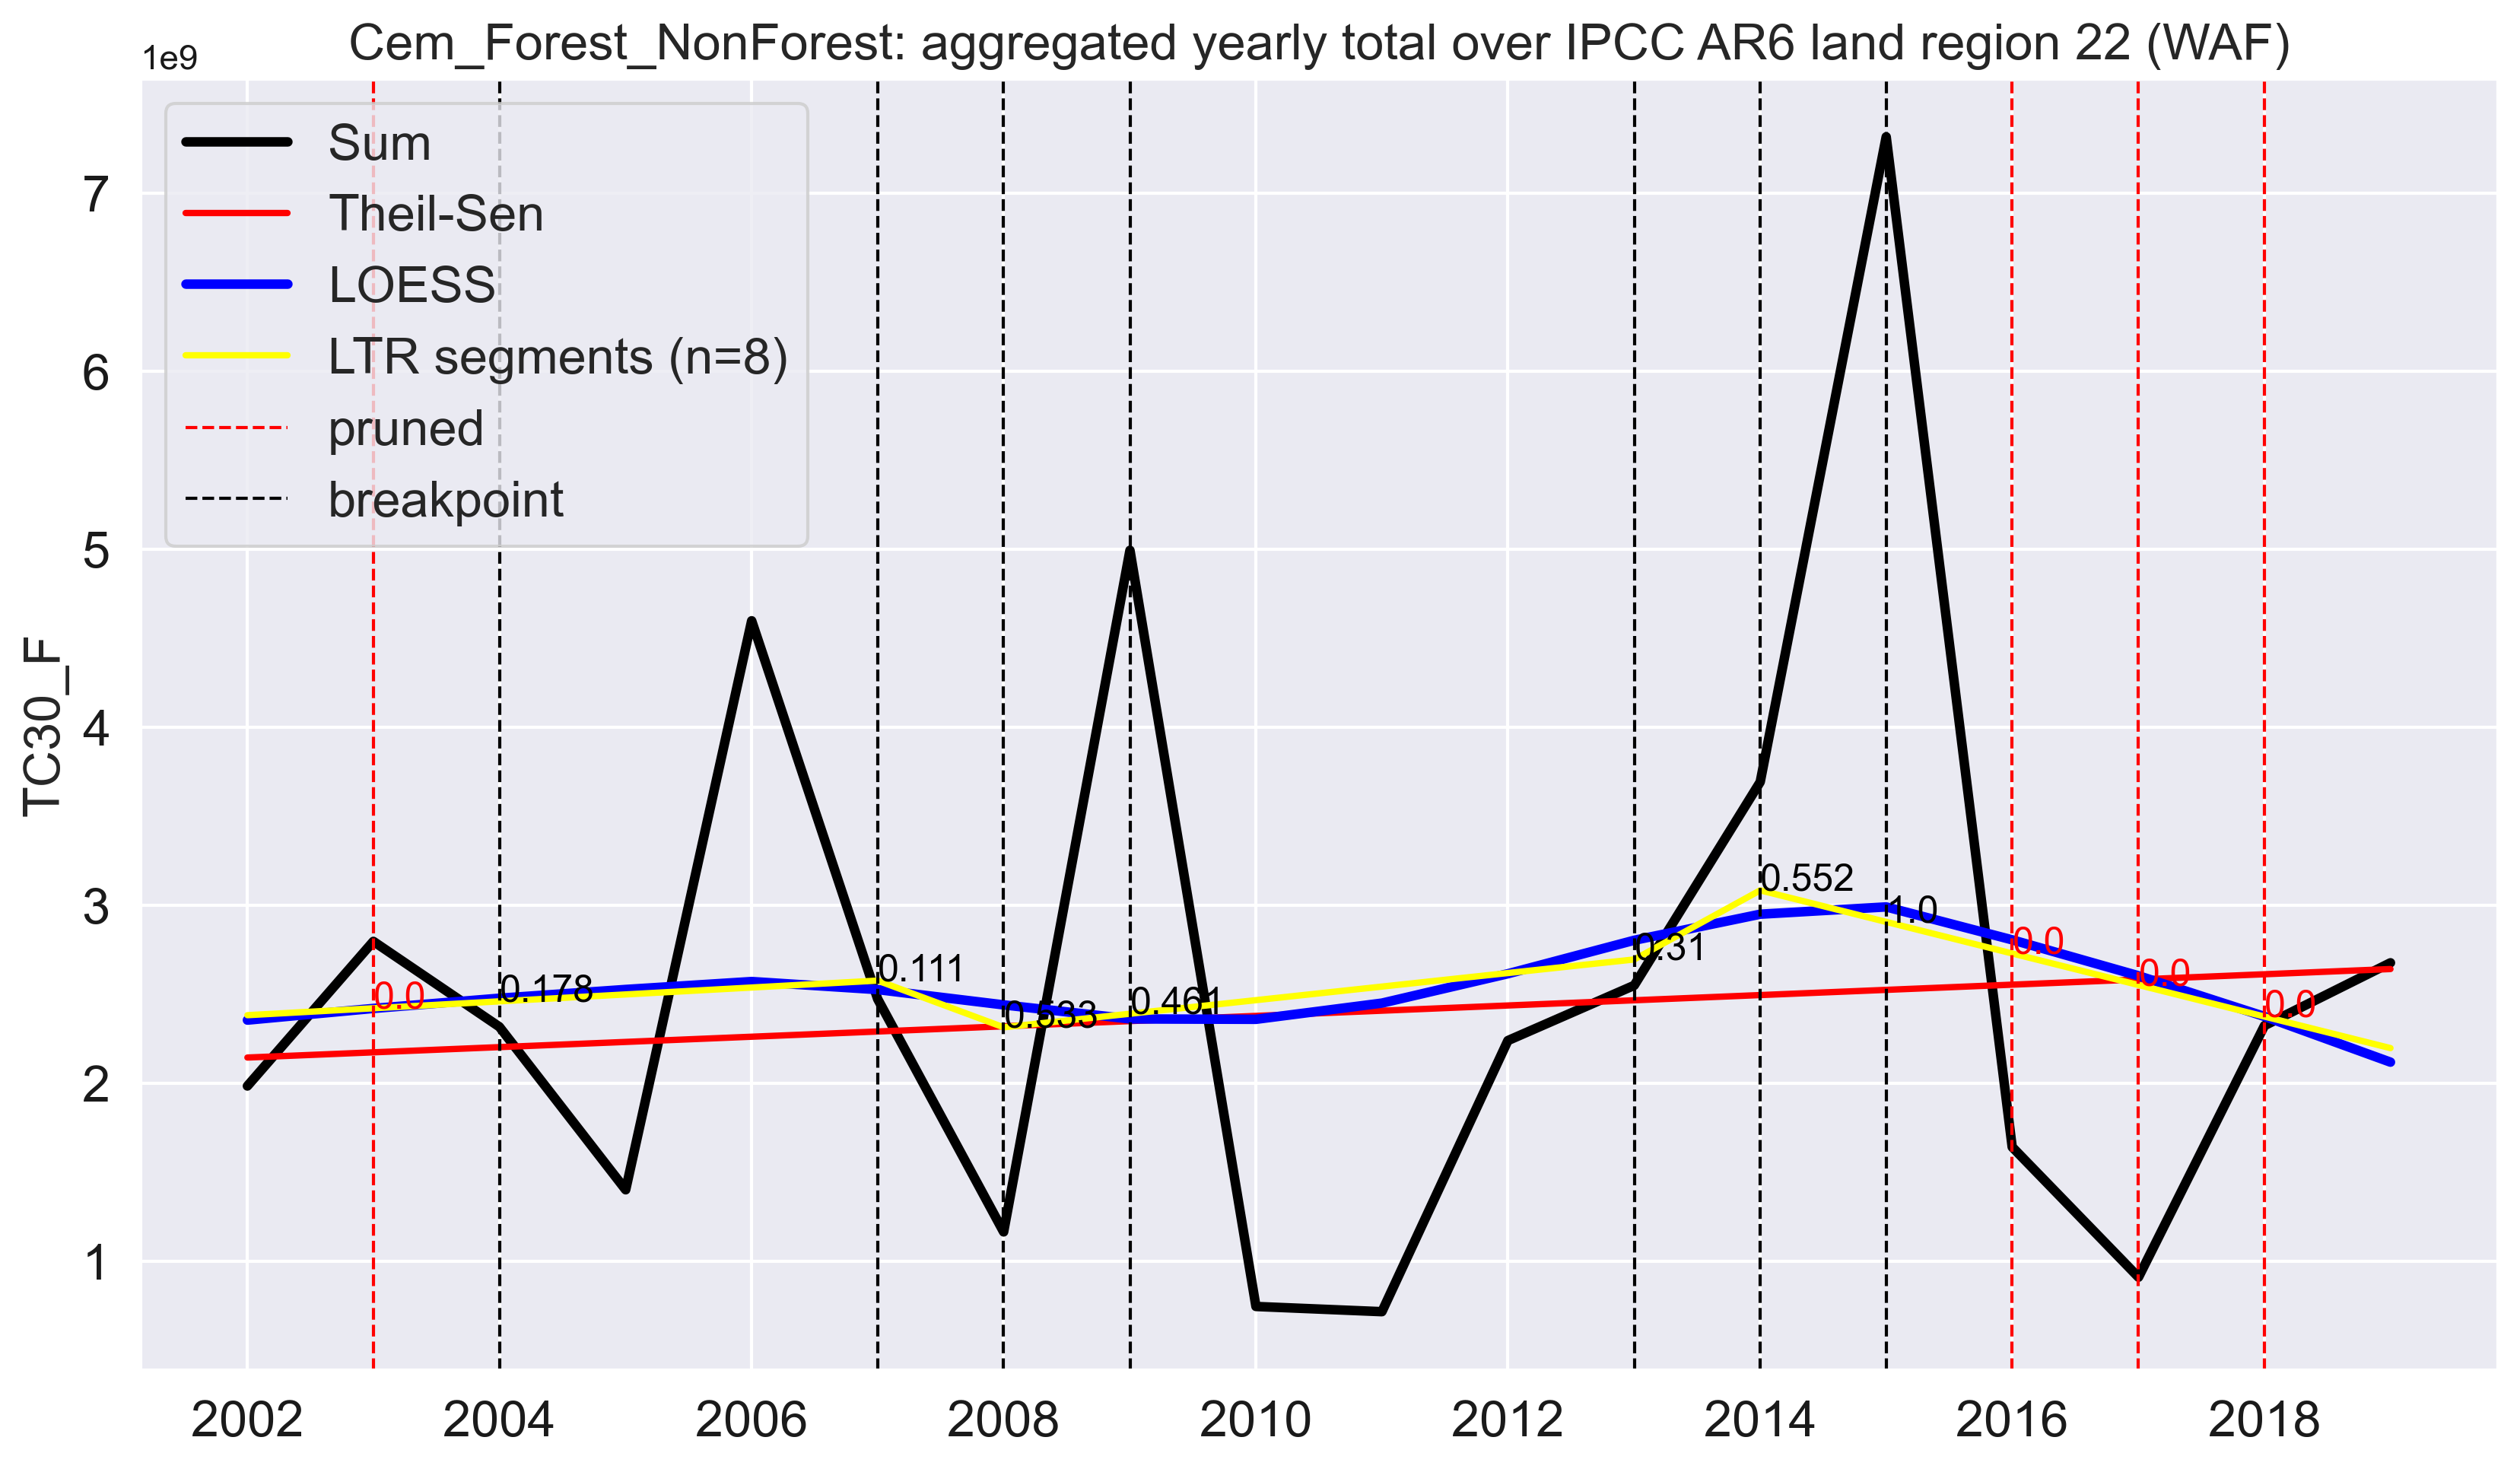 Cem_Forest_NonForest: aggregated yearly total over IPCC AR6 land region 22 (WAF)
1e9
Sum
Theil-Sen
LOESS
LTR segments (n=8)
pruned
breakpoint
TC30_F
7
6
5
4
3
2
1
0.0
0.178
0.111
0.533
0.461
0.31
0.552
1.0
0.0
0.0
0.0
2002 2004 2006 2008 2010 2012 2014 2016 2018